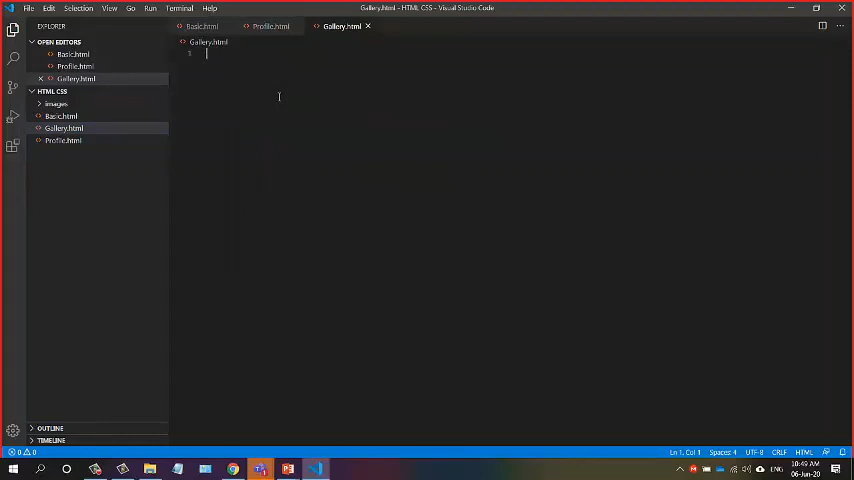 File Edit Selection View Go Run Terminal Help
Gallery.html - HTML CSS - Visual Studio Code
EXPLORER
Basic.html
Profile.html
Gallery.html
OPEN EDITORS
Basic.html
Profile.html
Gallery.html
HTML CSS
images
Basic.html
Gallery.html
Profile.html
Gallery.html
1
OUTLINE
TIMELINE
0 0
Ln 1, Col 1 Spaces: 4 UTF-8 CRLF HTML
ENG
10:49 AM
06-Jun-20